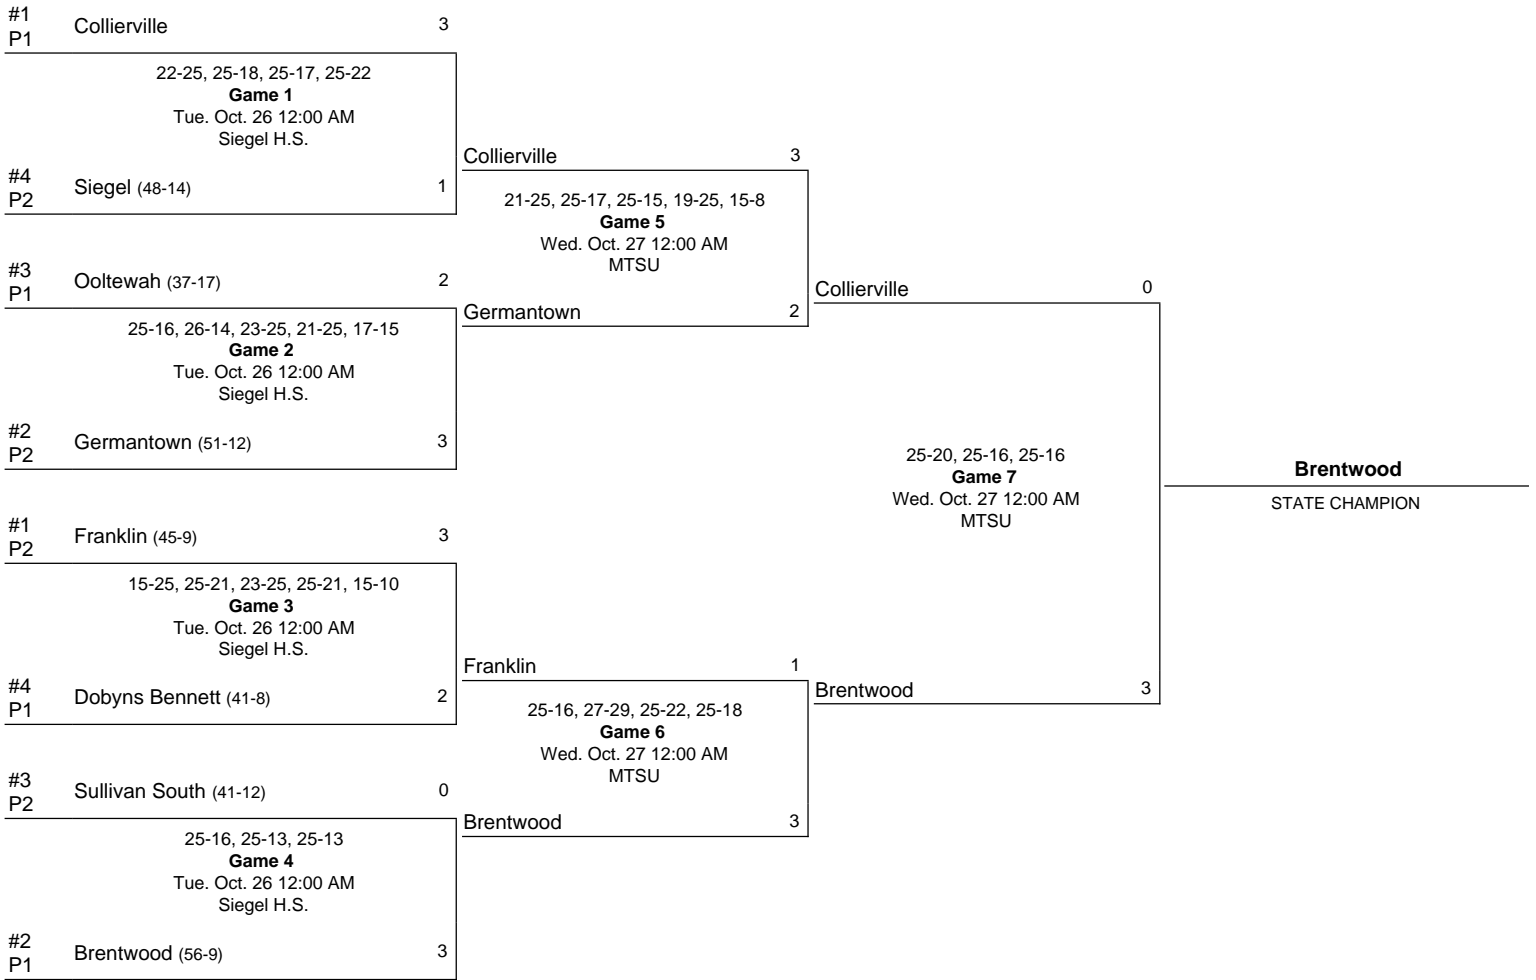 #1
P1
Collierville 3
22-25, 25-18, 25-17, 25-22
Game 1
Tue. Oct. 26 12:00 AM
Siegel H.S.
#4
P2
Siegel (48-14) 1
#3
P1
Ooltewah (37-17) 2
25-16, 26-14, 23-25, 21-25, 17-15
Game 2
Tue. Oct. 26 12:00 AM
Siegel H.S.
#2
P2
Germantown (51-12) 3
#1
P2
Franklin (45-9) 3
15-25, 25-21, 23-25, 25-21, 15-10
Game 3
Tue. Oct. 26 12:00 AM
Siegel H.S.
#4
P1
Dobyns Bennett (41-8) 2
#3
P2
Sullivan South (41-12) 0
25-16, 25-13, 25-13
Game 4
Tue. Oct. 26 12:00 AM
Siegel H.S.
#2
P1
Brentwood (56-9) 3
Collierville 3
21-25, 25-17, 25-15, 19-25, 15-8
Game 5
Wed. Oct. 27 12:00 AM
MTSU
Germantown 2
Franklin 1
25-16, 27-29, 25-22, 25-18
Game 6
Wed. Oct. 27 12:00 AM
MTSU
Brentwood 3
Collierville 0
25-20, 25-16, 25-16
Game 7
Wed. Oct. 27 12:00 AM
MTSU
Brentwood 3
Brentwood
STATE CHAMPION